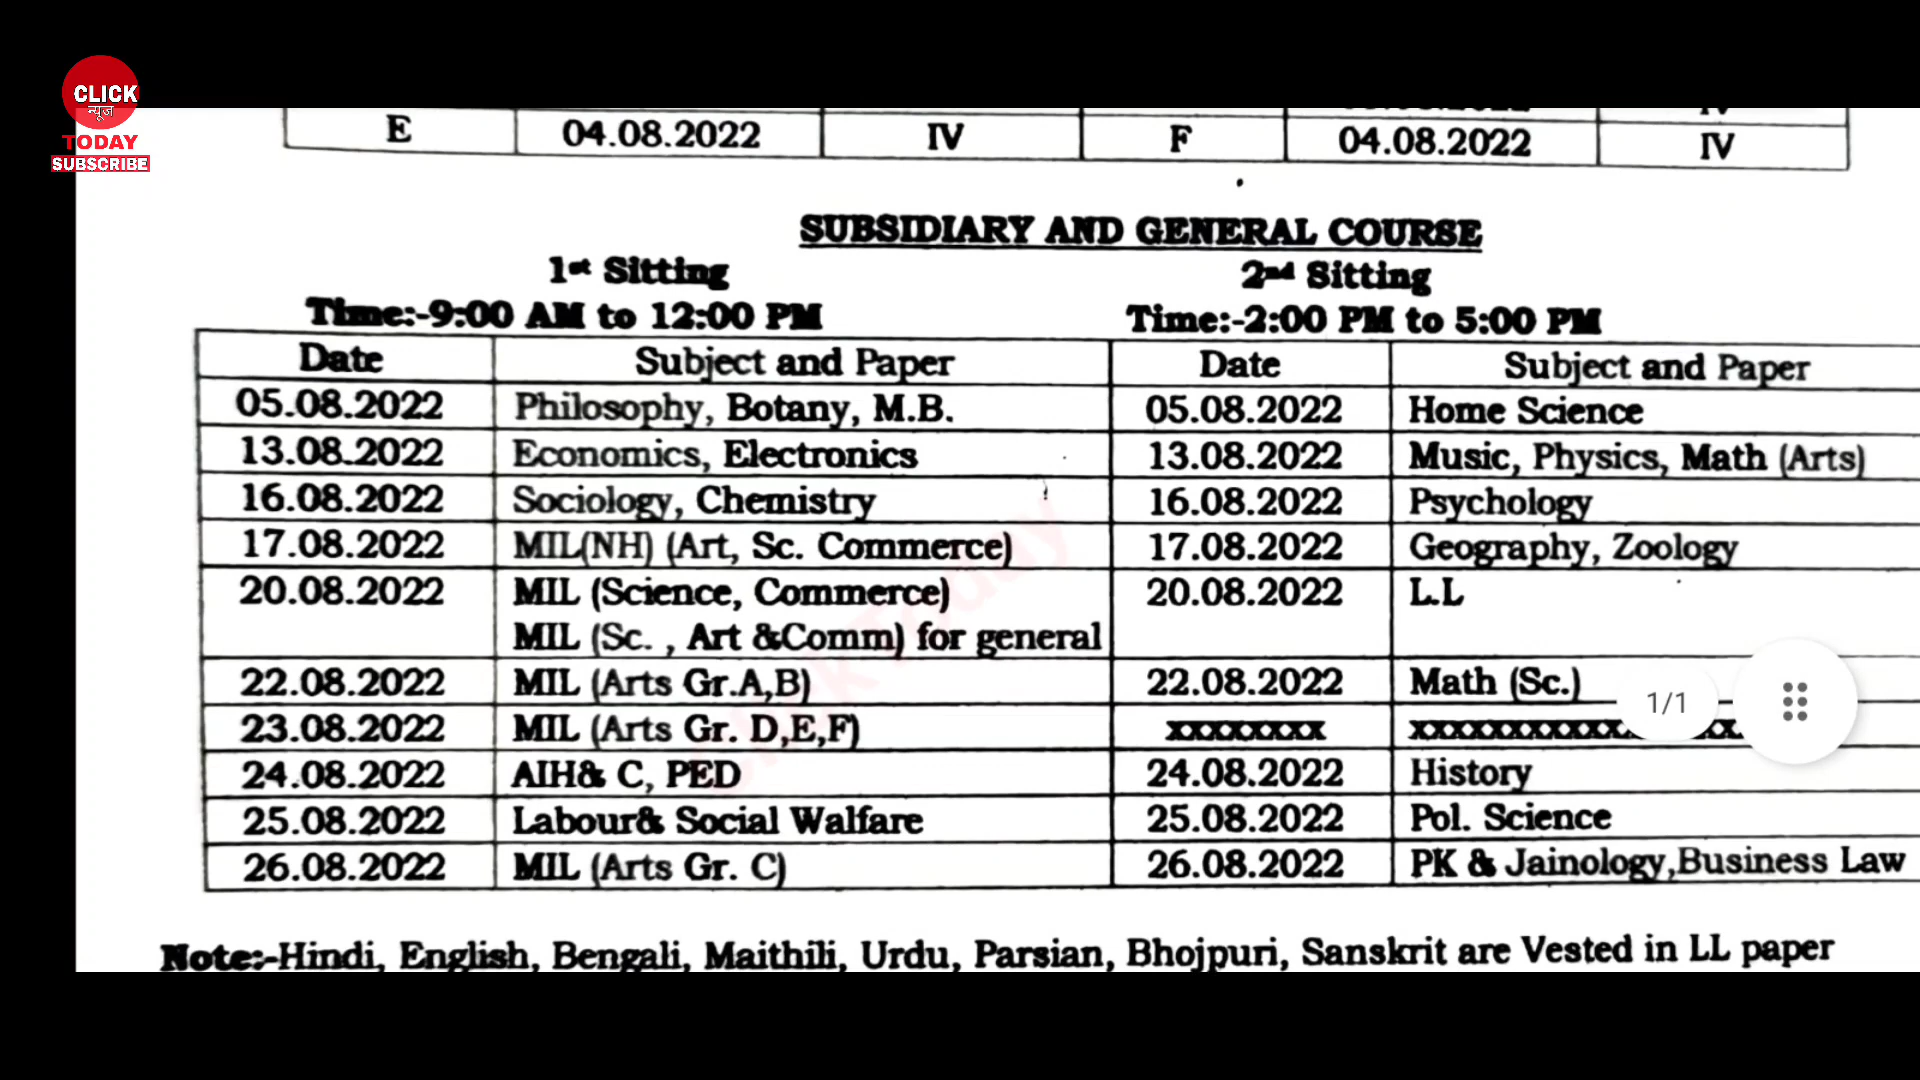 CLICK
न्यूज
TODAY
SUBSCRIBE
E 04.08.2022 IV F 04.08.2022 IV
SUBSIDIARY AND GENERAL COURSE
1st Sitting 2nd Sitting
Time:-9:00 AM to 12:00 PM Time:-2:00 PM to 5:00 PM
Date Subject and Paper Date Subject and Paper
05.08.2022 Philosophy, Botany, M.B. 05.08.2022 Home Science
13.08.2022 Economics, Electronics 13.08.2022 Music, Physics, Math (Arts)
16.08.2022 Sociology, Chemistry 16.08.2022 Psychology
17.08.2022 MIL(NH) (Art, Sc. Commerce) 17.08.2022 Geography, Zoology
20.08.2022 MIL (Science, Commerce) 20.08.2022 L.L
MIL (Sc. , Art &Comm) for general
22.08.2022 MIL (Arts Gr.A,B) 22.08.2022 Math (Sc.)
1/1
23.08.2022 MIL (Arts Gr. D,E,F) xxxxxxxx
24.08.2022 AIH& C, PED 24.08.2022 History
25.08.2022 Labour& Social Walfare 25.08.2022 Pol. Science
26.08.2022 MIL (Arts Gr. C) 26.08.2022 PK & Jainology,Business Law
Note:-Hindi, English, Bengali, Maithili, Urdu, Parsian, Bhojpuri, Sanskrit are Vested in LL paper